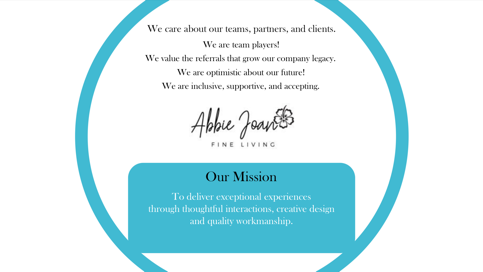 We care about our teams, partners, and clients.
We are team players!
We value the referrals that grow our company legacy.
We are optimistic about our future!
We are inclusive, supportive, and accepting.
Abbie Joan
FINE LIVING
Our Mission
To deliver exceptional experiences
through thoughtful interactions, creative design
and quality workmanship.